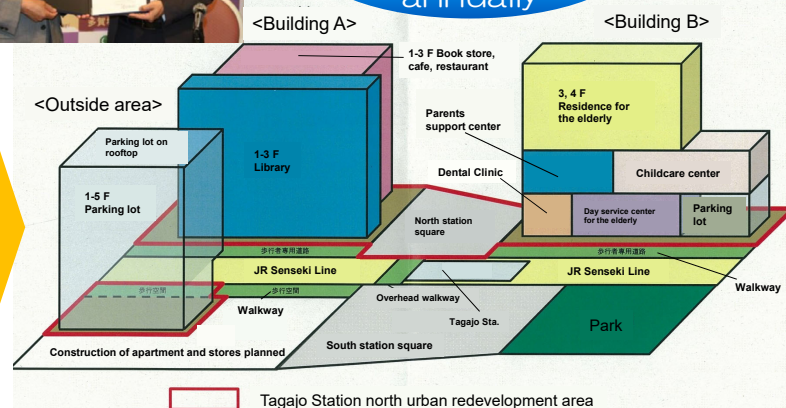 annually
<Building A>
<Building B>
1-3 F Book store,
cafe, restaurant
<Outside area>
3, 4 F
Residence for
the elderly
Parents
support center
Parking lot on
rooftop
1-3 F
Library
Dental Clinic
Childcare center
1-5 F
Parking lot
North station
square
Day service center
for the elderly
Parking
lot
歩行者専用道路
歩行者専用道路
JR Senseki Line
JR Senseki Line
歩行空間
歩行空間
Walkway
Overhead walkway
Walkway
Tagajo Sta.
Park
Construction of apartment and stores planned
South station square
Tagajo Station north urban redevelopment area